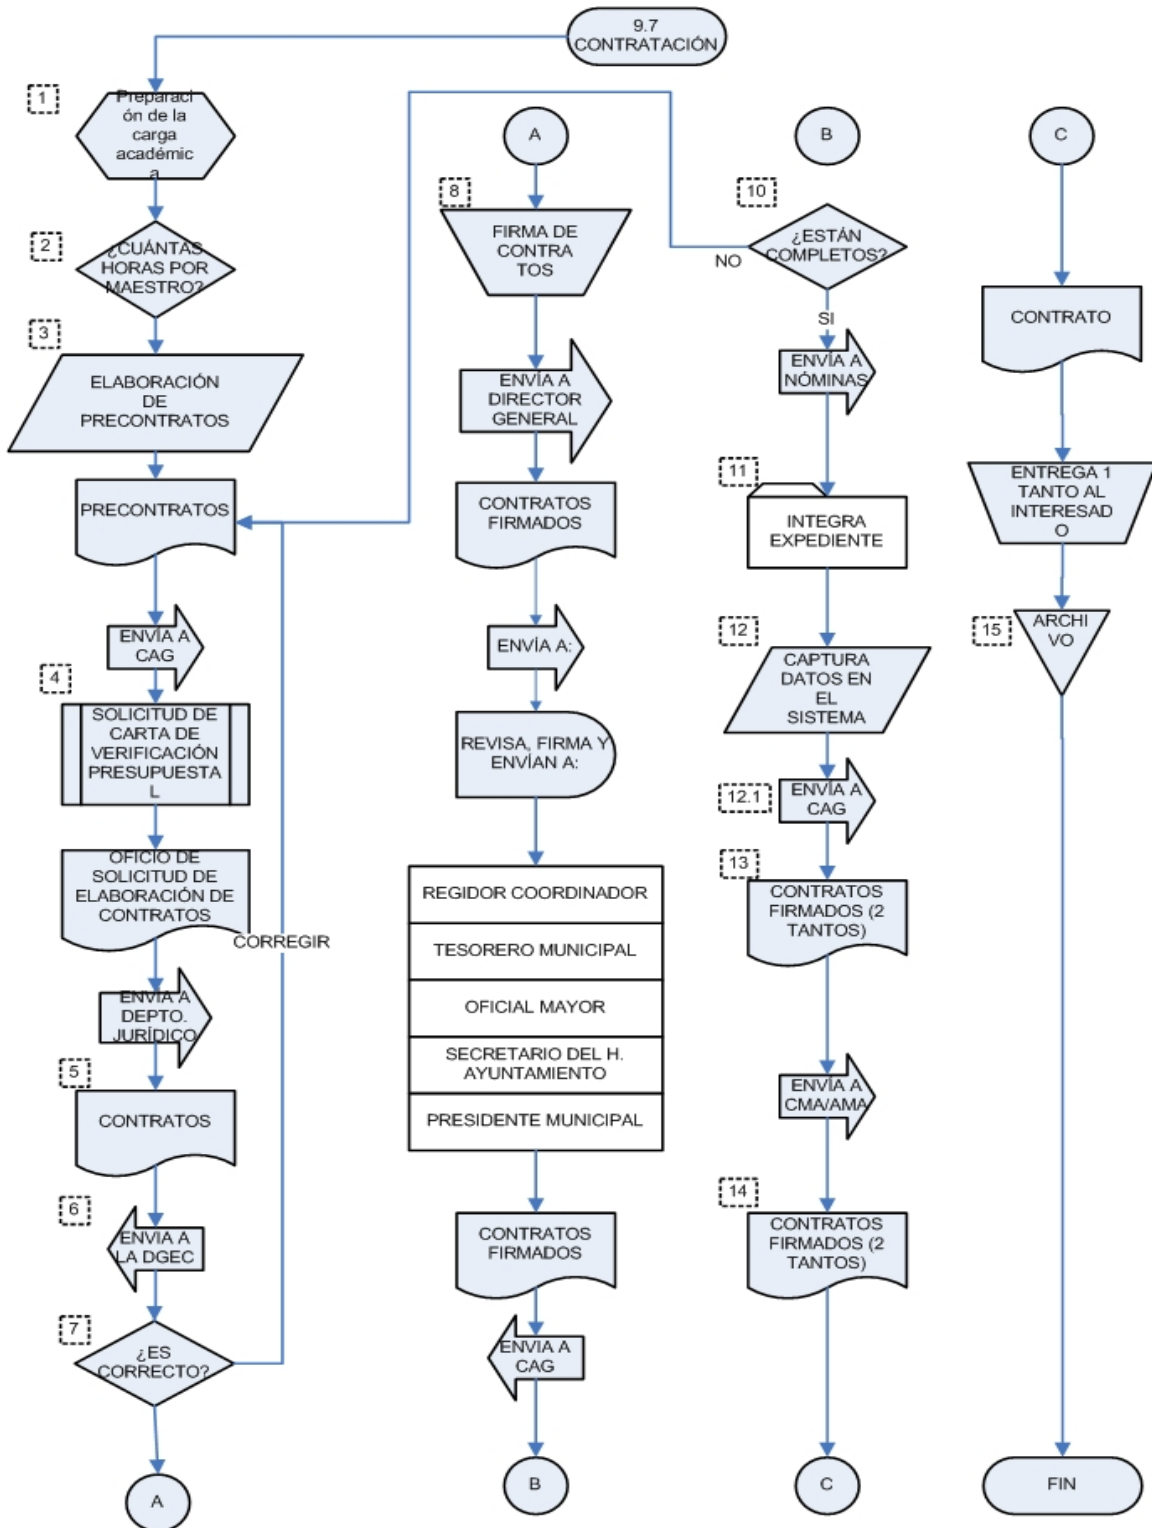 9.7
CONTRATACIÓN
1
Preparaci
ón de la
carga
académic
a
2
¿CUÁNTAS
HORAS POR
MAESTRO?
3
ELABORACIÓN
DE
PRECONTRATOS
PRECONTRATOS
ENVÍA A
CAG
4
SOLICITUD DE
CARTA DE
VERIFICACIÓN
PRESUPUESTA
L
OFICIO DE
SOLICITUD DE
ELABORACIÓN DE
CONTRATOS
CORREGIR
ENVÍA A
DEPTO.
JURÍDICO
5
CONTRATOS
6
ENVIA A
LA DGEC
7
¿ES
CORRECTO?
A
A
8
FIRMA DE
CONTRA
TOS
ENVÍA A
DIRECTOR
GENERAL
CONTRATOS
FIRMADOS
ENVÍA A:
REVISA, FIRMA Y
ENVÍAN A:
REGIDOR COORDINADOR
TESORERO MUNICIPAL
OFICIAL MAYOR
SECRETARIO DEL H.
AYUNTAMIENTO
PRESIDENTE MUNICIPAL
CONTRATOS
FIRMADOS
ENVIA A
CAG
B
B
10
¿ESTÁN
COMPLETOS?
NO
SI
ENVÍA A
NÓMINAS
11
INTEGRA
EXPEDIENTE
12
CAPTURA
DATOS EN
EL
SISTEMA
12.1
ENVÍA A
CAG
13
CONTRATOS
FIRMADOS (2
TANTOS)
ENVÍA A
CMA/AMA
14
CONTRATOS
FIRMADOS (2
TANTOS)
C
C
CONTRATO
ENTREGA 1
TANTO AL
INTERESAD
O
15
ARCHI
VO
FIN